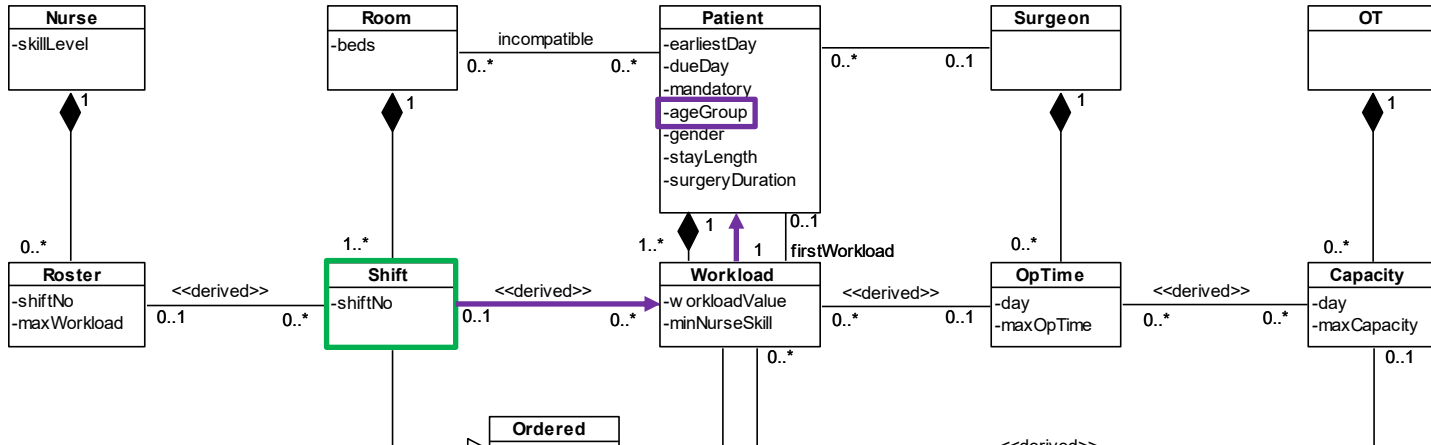 Nurse
-skillLevel
1
0..*
Room
-beds
1
1..*
incompatible
0..*
0..*
Patient
-earliestDay
-dueDay
-mandatory
-ageGroup
-gender
-stayLength
-surgeryDuration
0..*
0..1
Surgeon
1
0..*
OT
1
0..*
1
1..*
1
0..1
firstWorkload
Roster
-shiftNo
-maxWorkload
<<derived>>
0..1
0..*
Shift
-shiftNo
<<derived>>
0..1
0..*
Workload
-workloadValue
-minNurseSkill
0..*
<<derived>>
0..*
0..1
OpTime
-day
-maxOpTime
<<derived>>
0..*
0..*
Capacity
-day
-maxCapacity
0..1
Ordered
<<derived>>